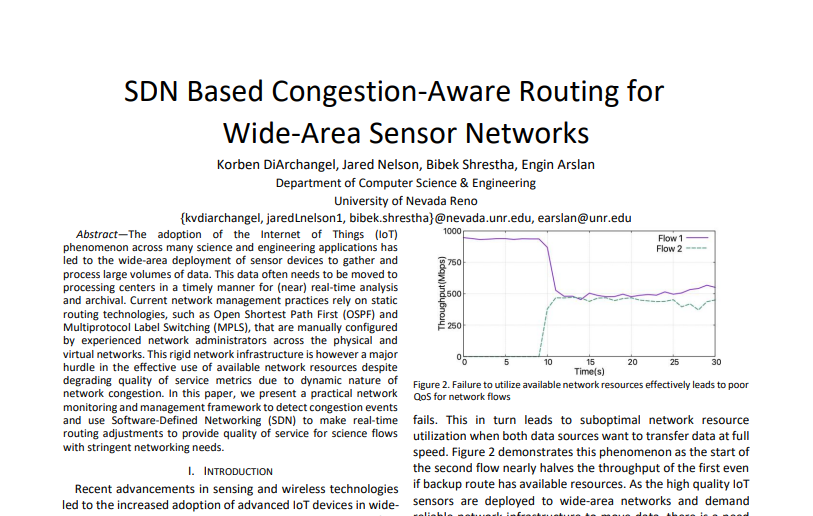 SDN Based Congestion-Aware Routing for
Wide-Area Sensor Networks
Korben DiArchangel, Jared Nelson, Bibek Shrestha, Engin Arslan
Department of Computer Science & Engineering
University of Nevada Reno
{kvdiarchangel, jaredLnelson1, bibek.shrestha}@nevada.unr.edu, earslan@unr.edu
Abstract—The adoption of the Internet of Things (IoT)
phenomenon across many science and engineering applications has
led to the wide-area deployment of sensor devices to gather and
process large volumes of data. This data often needs to be moved to
processing centers in a timely manner for (near) real-time analysis
and archival. Current network management practices rely on static
routing technologies, such as Open Shortest Path First (OSPF) and
Multiprotocol Label Switching (MPLS), that are manually configured
by experienced network administrators across the physical and
virtual networks. This rigid network infrastructure is however a major
hurdle in the effective use of available network resources despite
degrading quality of service metrics due to dynamic nature of
network congestion. In this paper, we present a practical network
monitoring and management framework to detect congestion events
and use Software-Defined Networking (SDN) to make real-time
routing adjustments to provide quality of service for science flows
with stringent networking needs.
I. INTRODUCTION
Recent advancements in sensing and wireless technologies
led to the increased adoption of advanced IoT devices in wide-
1000
750
500
250
0
Throughput(Mbps)
Flow 1
Flow 2
0 5 10 15 20 25 30
Time(s)
Figure 2. Failure to utilize available network resources effectively leads to poor
QoS for network flows
fails. This in turn leads to suboptimal network resource
utilization when both data sources want to transfer data at full
speed. Figure 2 demonstrates this phenomenon as the start of
the second flow nearly halves the throughput of the first even
if backup route has available resources. As the high quality IoT
sensors are deployed to wide-area networks and demand
reliable network infrastructure to move data, there is a need